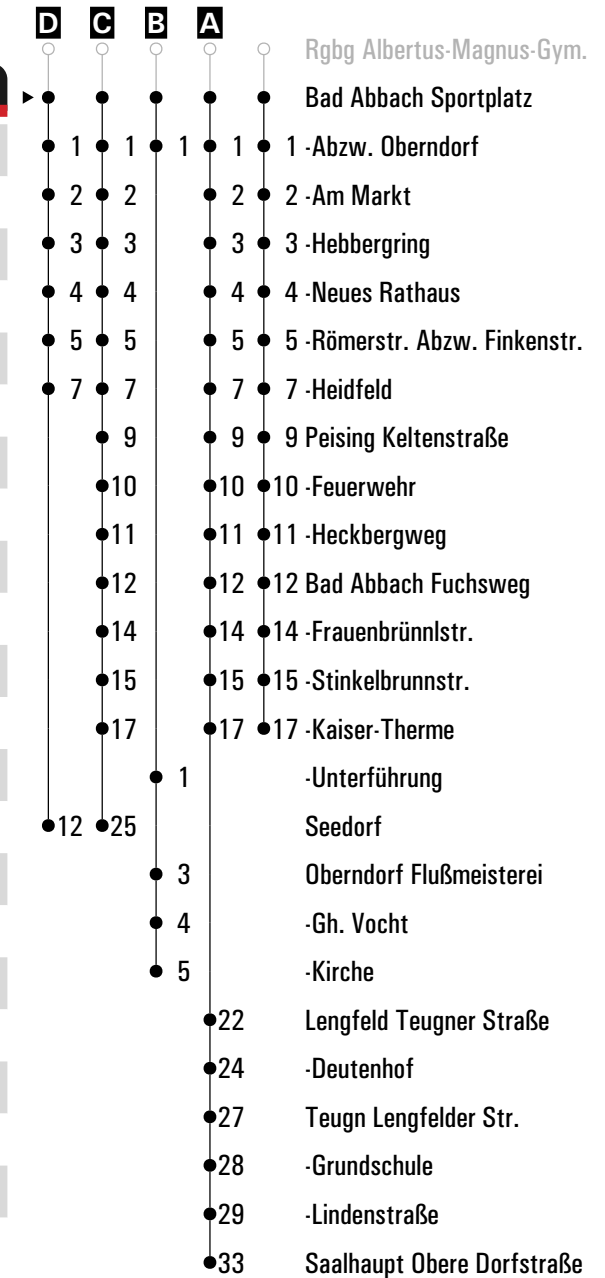 D C B A
Rgbg Albertus-Magnus-Gym.
Bad Abbach Sportplatz
1 1 1 1 1 -Abzw. Oberndorf
2 2 2 2 -Am Markt
3 3 3 3 -Hebbergring
4 4 4 4 -Neues Rathaus
5 5 5 5 -Römerstr. Abzw. Finkenstr.
7 7 7 7 -Heidfeld
9 9 9 Peising Keltenstraße
10 10 10 -Feuerwehr
11 11 11 -Heckbergweg
12 12 12 Bad Abbach Fuchsweg
14 14 14 -Frauenbrünnlstr.
15 15 15 -Stinkelbrunnstr.
17 17 17 -Kaiser-Therme
1 -Unterführung
12 25 Seedorf
3 Oberndorf Flußmeisterei
4 -Gh. Vocht
5 -Kirche
22 Lengfeld Teugner Straße
24 -Deutenhof
27 Teugn Lengfelder Str.
28 -Grundschule
29 -Lindenstraße
33 Saalhaupt Obere Dorfstraße